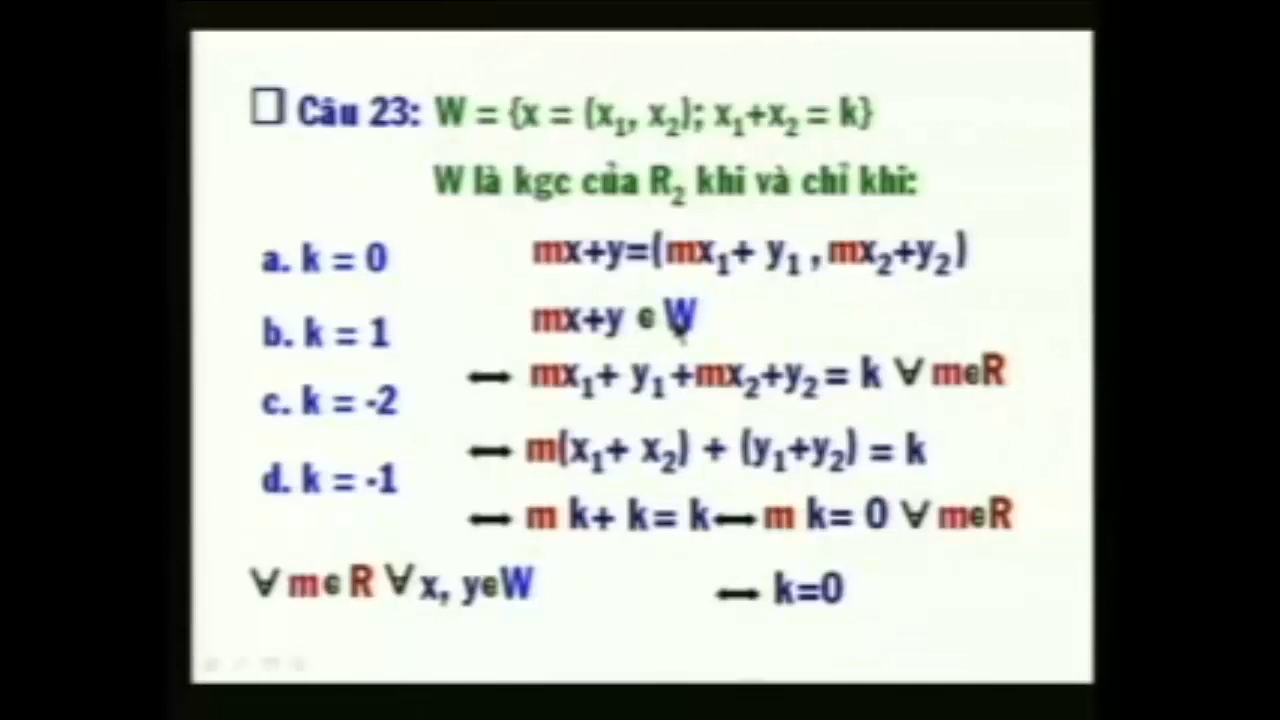 ☐ Câu 23: W = {x = (x₁, x₂); x₁+x₂ = k}
W là kgc của R₂ khi và chỉ khi:
a. k = 0
b. k = 1
c. k = -2
d. k = -1
mx+y=(mx₁+ y₁ , mx₂+y₂)
mx+y ∈ W
↔ mx₁+ y₁ +mx₂+y₂ = k ∀ m∈R
↔ m(x₁+ x₂) + (y₁+y₂) = k
↔ m k+ k= k ↔ m k= 0 ∀ m∈R
∀ m∈R ∀ x, y∈W
↔ k=0